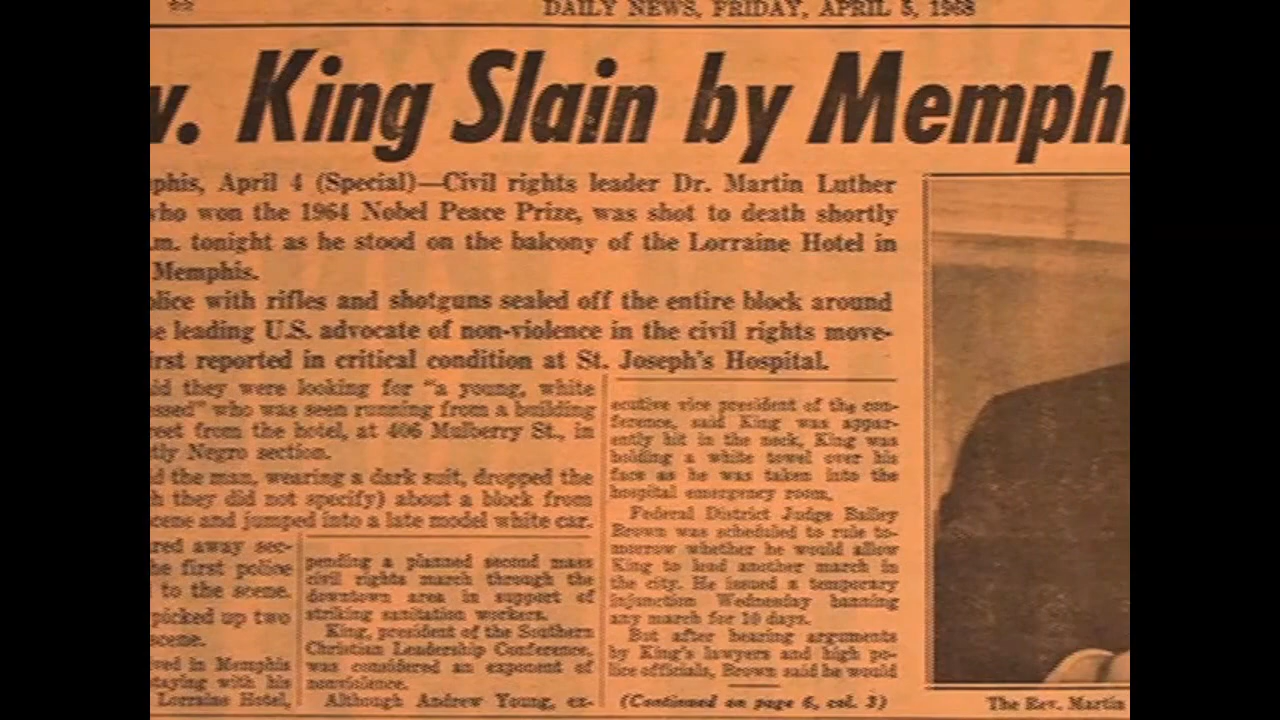 DAILY NEWS, FRIDAY, APRIL 5, 1968
v. King Slain by Memph
phis, April 4 (Special)—Civil rights leader Dr. Martin Luther
who won the 1964 Nobel Peace Prize, was shot to death shortly
.m. tonight as he stood on the balcony of the Lorraine Hotel in
Memphis.
lice with rifles and shotguns sealed off the entire block around
e leading U.S. advocate of non-violence in the civil rights move-
irst reported in critical condition at St. Joseph's Hospital.
id they were looking for "a young, white
essed" who was seen running from a building
reet from the hotel, at 406 Mulberry St., in
tly Negro section.
d the man, wearing a dark suit, dropped the
h they did not specify) about a block from
cene and jumped into a late model white car.
red away sec-
he first police
to the scene.
picked up two
scene.
ved in Memphis
taying with his
Lorraine Hotel,
pending a planned second mass
civil rights march through the
downtown area in support of
striking sanitation workers.
King, president of the Southern
Christian Leadership Conference,
was considered an exponent of
nonviolence.
Although Andrew Young, ex-
ecutive vice president of the con-
ference, said King was appar-
ently hit in the neck, King was
holding a white towel over his
face as he was taken into the
hospital emergency room.
Federal District Judge Bailey
Brown was scheduled to rule to-
morrow whether he would allow
King to lead another march in
the city. He issued a temporary
injunction Wednesday banning
any march for 10 days.
But after hearing arguments
by King's lawyers and high po-
lice officials, Brown said he would
(Continued on page 6, col. 3)
The Rev. Martin